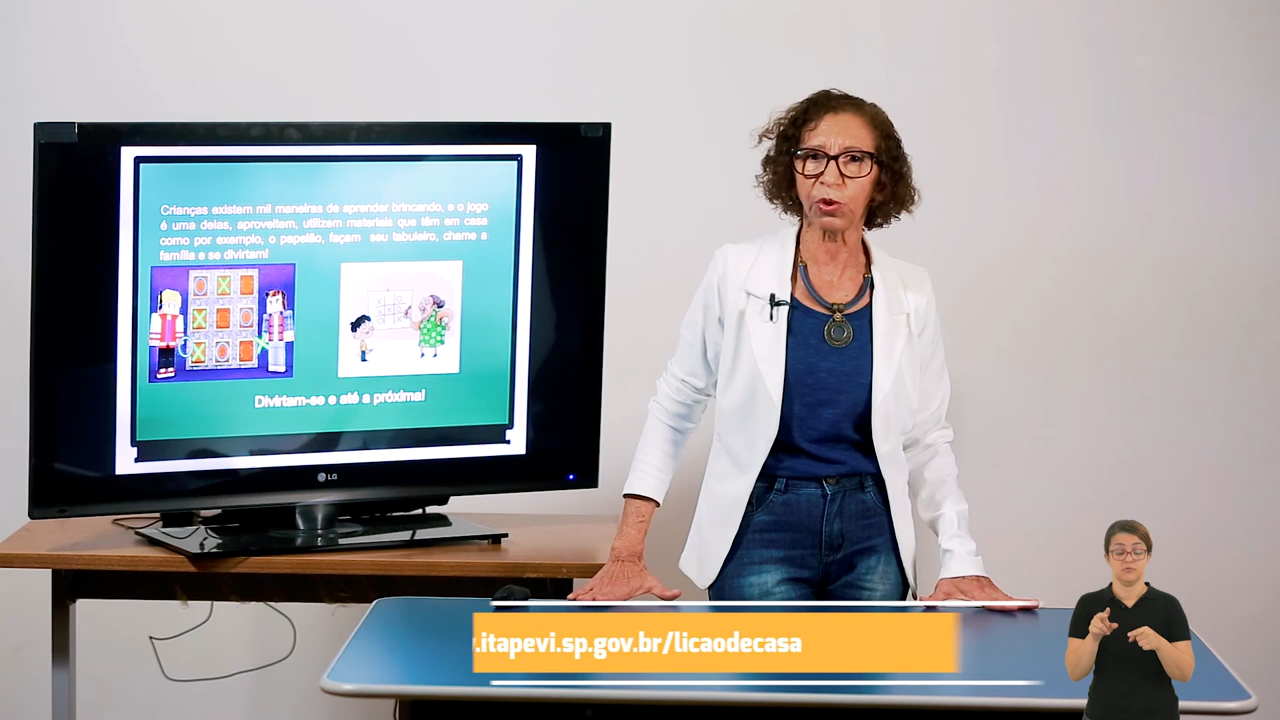 Crianças existem mil maneiras de aprender brincando, e o jogo
é uma delas, aproveitem, utilizem materiais que têm em casa
como por exemplo, o papelão, façam seu tabuleiro, chame a
família e se divirtam!
Divirtam-se e até a próxima!
LG
.itapevi.sp.gov.br/licaodecasa